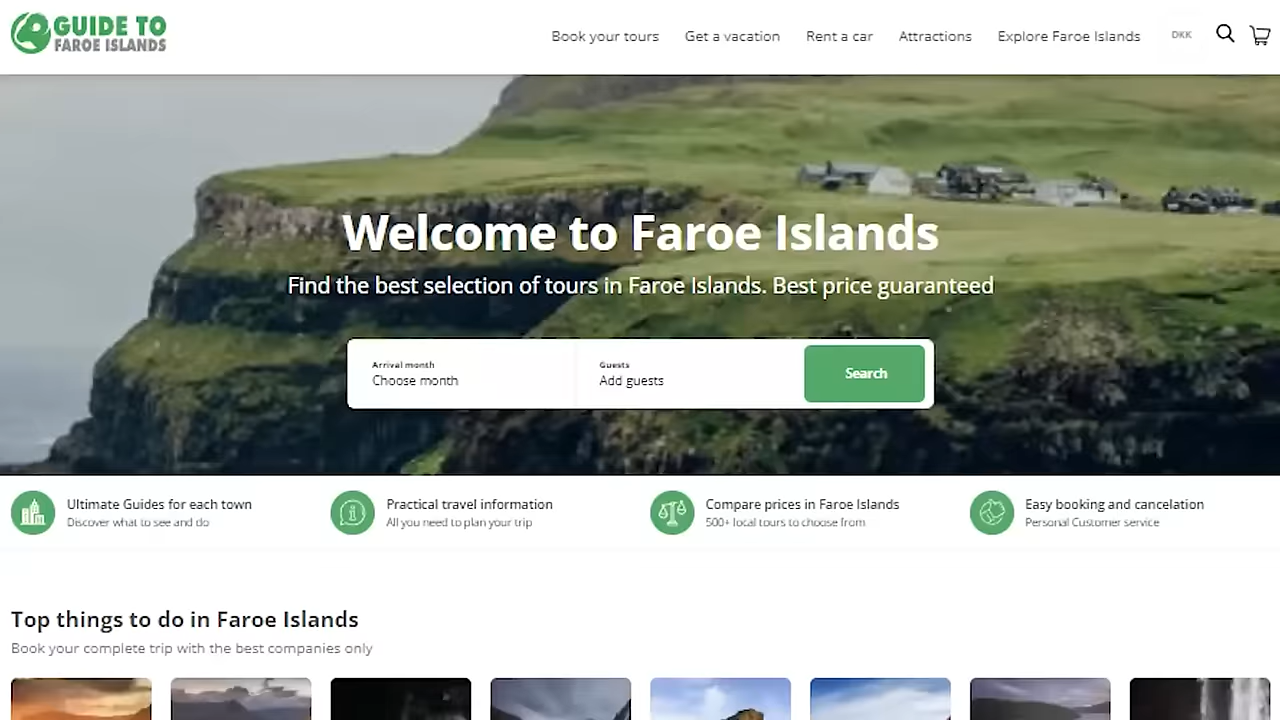 GUIDE TO
FAROE ISLANDS
Book your tours
Get a vacation
Rent a car
Attractions
Explore Faroe Islands
DKK
Welcome to Faroe Islands
Find the best selection of tours in Faroe Islands. Best price guaranteed
Arrival month
Choose month
Guests
Add guests
Search
Ultimate Guides for each town
Discover what to see and do
Practical travel information
All you need to plan your trip
Compare prices in Faroe Islands
500+ local tours to choose from
Easy booking and cancelation
Personal Customer service
Top things to do in Faroe Islands
Book your complete trip with the best companies only